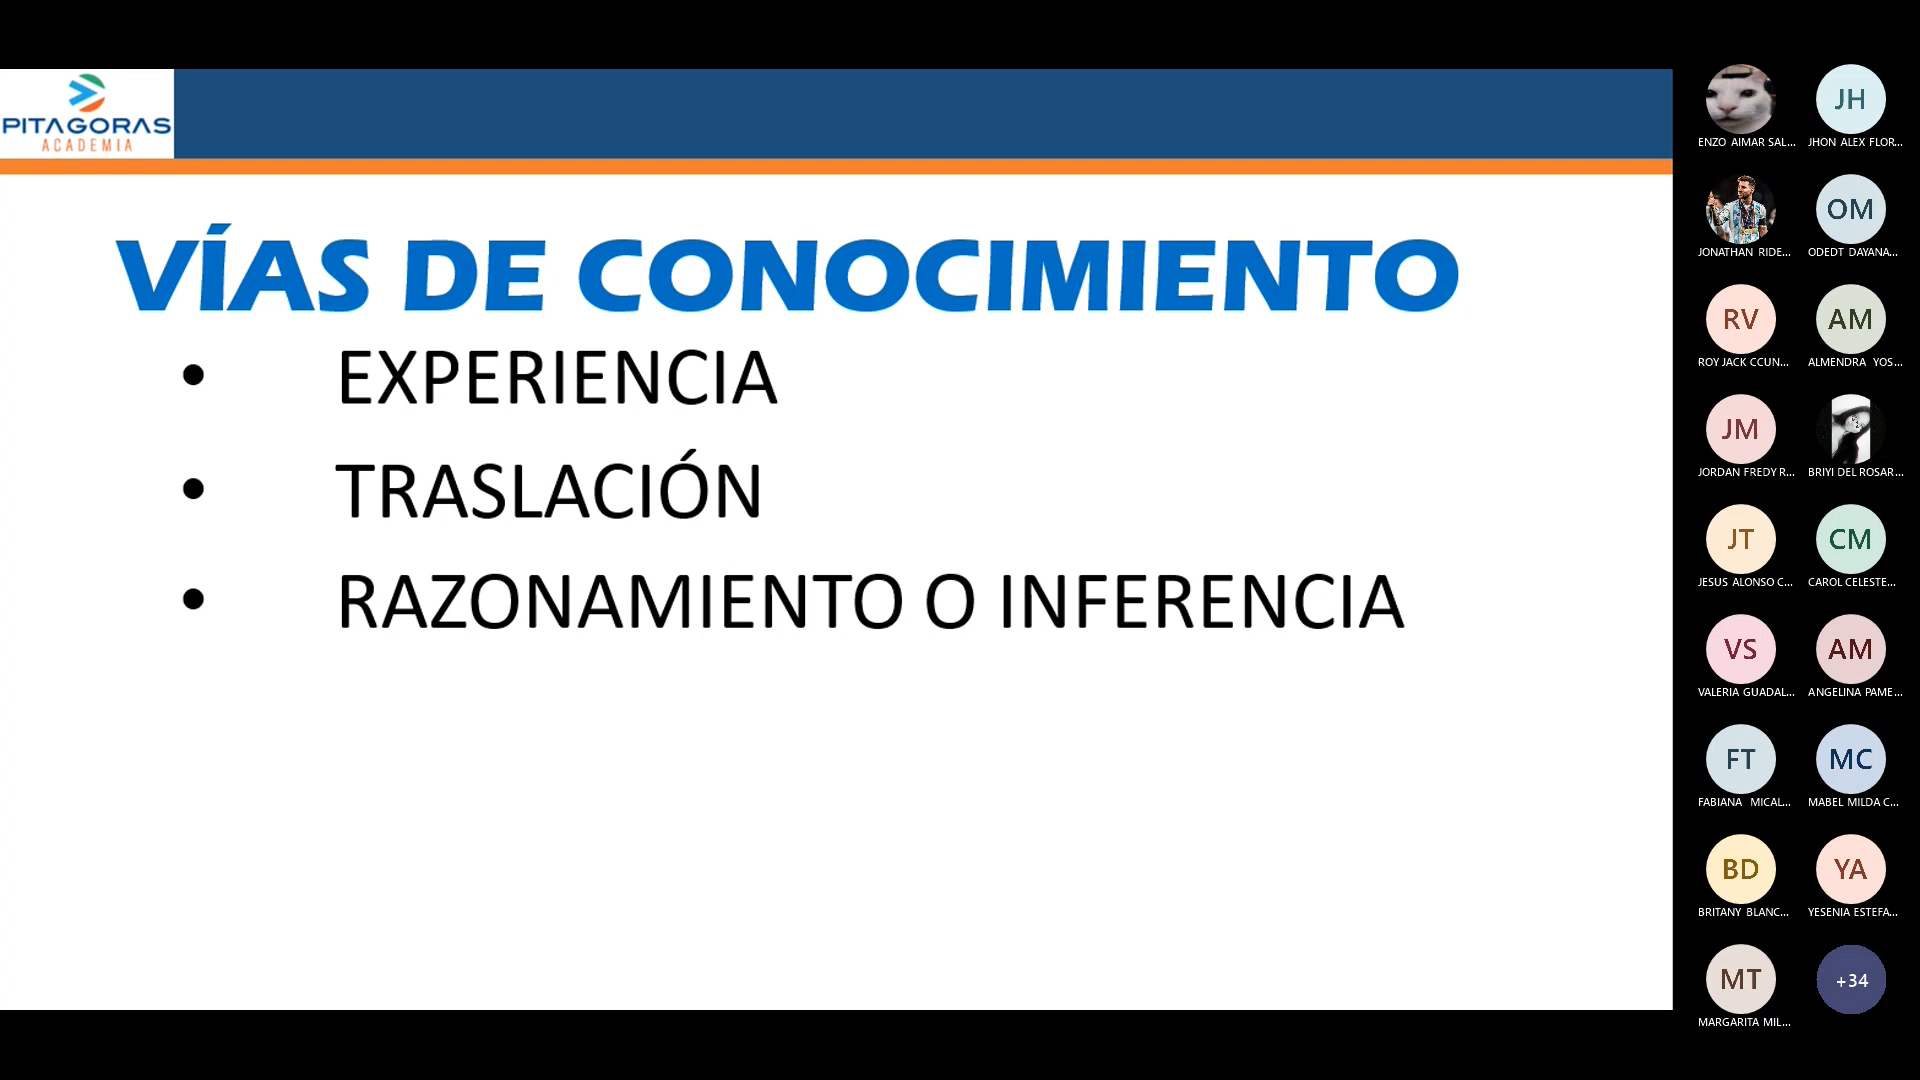 PITAGORAS
ACADEMIA
VÍAS DE CONOCIMIENTO
• EXPERIENCIA
• TRASLACIÓN
• RAZONAMIENTO O INFERENCIA
ENZO AIMAR SAL...
JH
JHON ALEX FLOR...
JONATHAN RIDE...
OM
ODEDT DAYANA...
RV
ROY JACK CCUN...
AM
ALMENDRA YOS...
JM
JORDAN FREDY R...
BRIYI DEL ROSAR...
JT
JESUS ALONSO C...
CM
CAROL CELESTE...
VS
VALERIA GUADAL...
AM
ANGELINA PAME...
FT
FABIANA MICAL...
MC
MABEL MILDA C...
BD
BRITANY BLANC...
YA
YESENIA ESTEFA...
MT
MARGARITA MIL...
+34